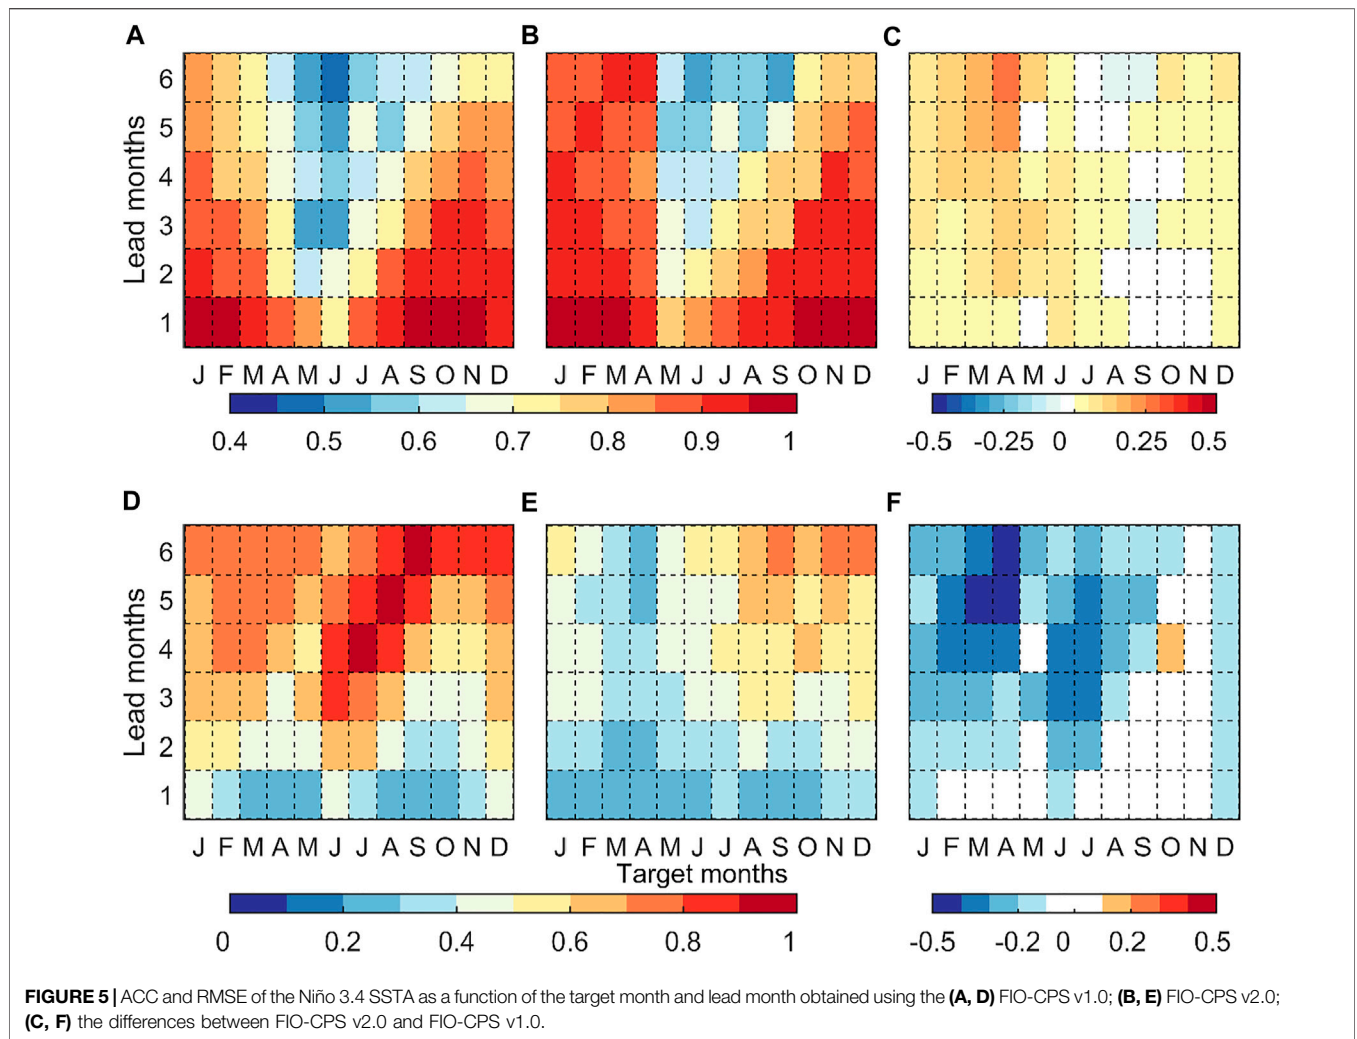 A B C
6
5
4
3
2
1
Lead months
J F M A M J J A S O N D J F M A M J J A S O N D J F M A M J J A S O N D
0.4 0.5 0.6 0.7 0.8 0.9 1 -0.5 -0.25 0 0.25 0.5
D E F
6
5
4
3
2
1
Lead months
J F M A M J J A S O N D J F M A M J J A S O N D J F M A M J J A S O N D
Target months
0 0.2 0.4 0.6 0.8 1 -0.5 -0.2 0 0.2 0.5
FIGURE 5 | ACC and RMSE of the Niño 3.4 SSTA as a function of the target month and lead month obtained using the (A, D) FIO-CPS v1.0; (B, E) FIO-CPS v2.0;
(C, F) the differences between FIO-CPS v2.0 and FIO-CPS v1.0.